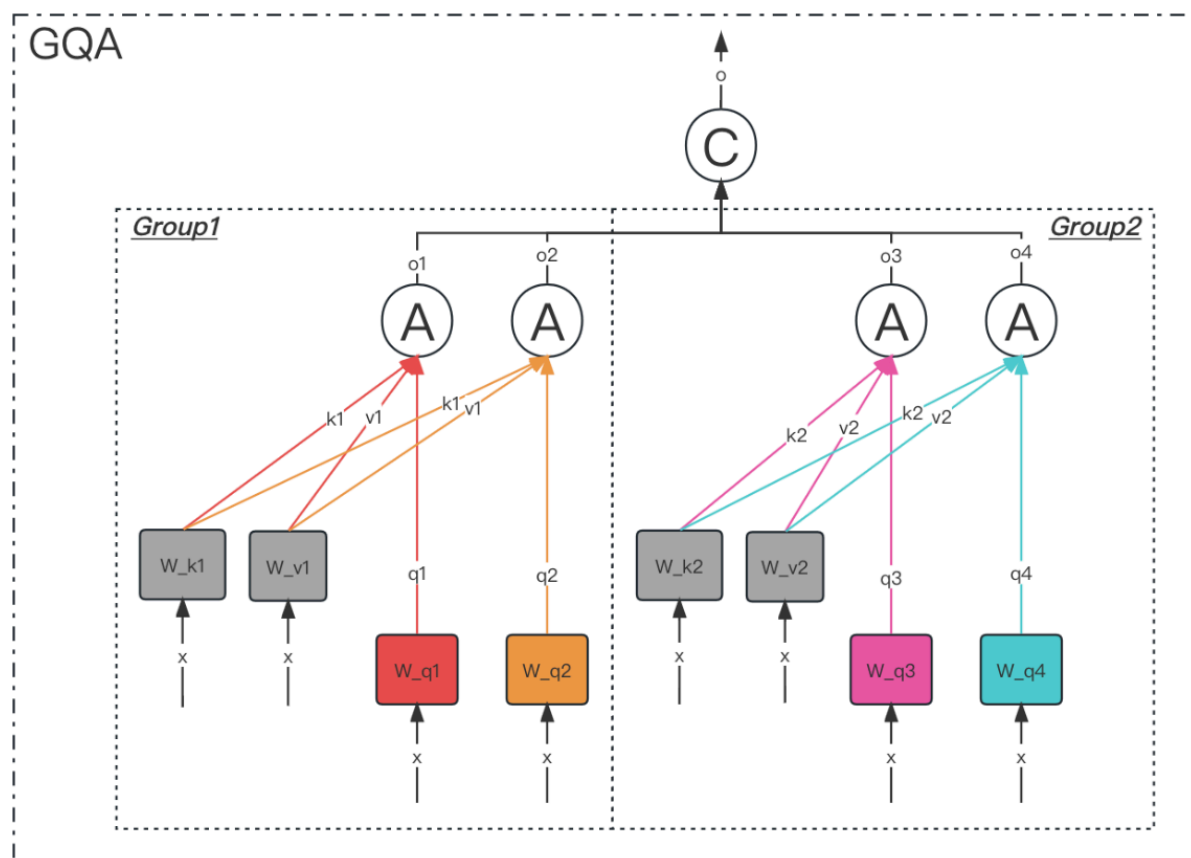 GQA
o
C
Group1
Group2
o1
o2
o3
o4
A
A
A
A
k1
v1
k1
v1
k2
v2
k2
v2
W_k1
W_v1
W_k2
W_v2
q1
q2
q3
q4
x
x
x
x
W_q1
W_q2
W_q3
W_q4
x
x
x
x